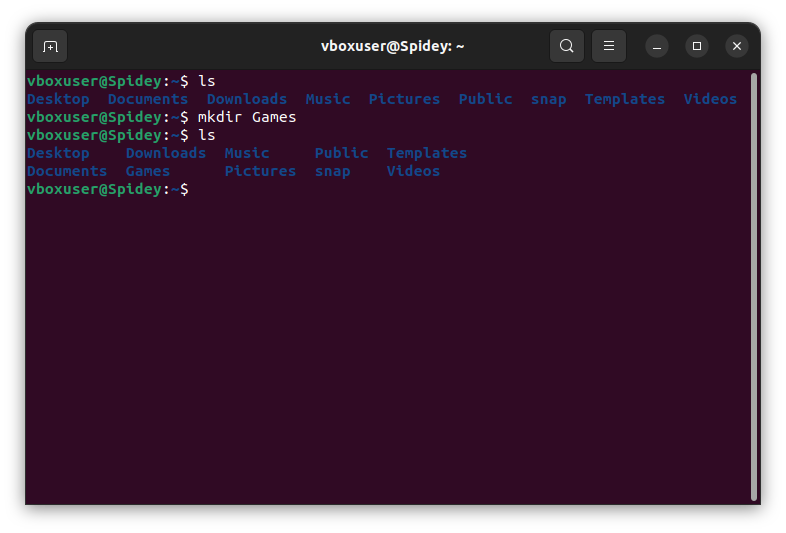 vboxuser@Spidey: ~
vboxuser@Spidey:~$ ls
Desktop  Documents  Downloads  Music  Pictures  Public  snap  Templates  Videos
vboxuser@Spidey:~$ mkdir Games
vboxuser@Spidey:~$ ls
Desktop    Downloads  Music     Public  Templates
Documents  Games      Pictures  snap    Videos
vboxuser@Spidey:~$